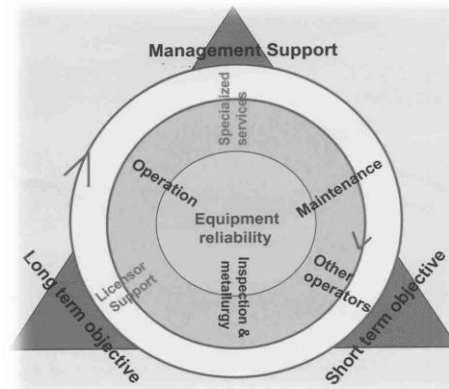 Management Support
Specialized
services
Operation
Maintenance
Equipment
reliability
Licensor
Support
Inspection &
metallurgy
Other
operators
Long term objective
Short term objective